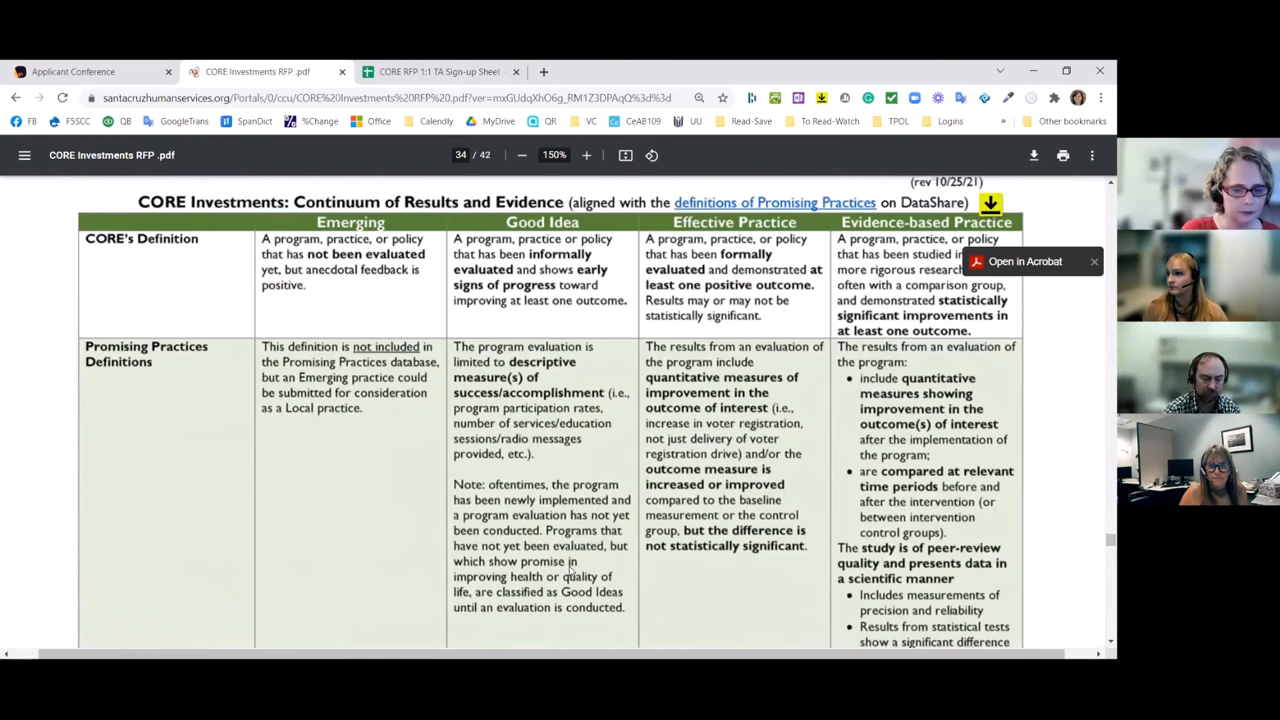 Applicant Conference
CORE Investments RFP .pdf
CORE RFP 1:1 TA Sign-up Sheet
santacruzhumanservices.org/Portals/0/ccu/CORE%20Investments%20RFP%20.pdf?ver=mxGUdqXhO6g_RM1Z3DPAqQ%3d%3d
FB
F5SCC
QB
GoogleTrans
SpanDict
%Change
Office
Calendly
MyDrive
QR
VC
CeAB109
UU
Read-Save
To Read-Watch
TPOL
Logins
»
Other bookmarks
CORE Investments RFP .pdf
34 / 42
150%
(rev 10/25/21)
CORE Investments: Continuum of Results and Evidence (aligned with the definitions of Promising Practices on DataShare)
Emerging
Good Idea
Effective Practice
Evidence-based Practice
CORE's Definition
A program, practice, or policy
that has not been evaluated
yet, but anecdotal feedback is
positive.
A program, practice or policy
that has been informally
evaluated and shows early
signs of progress toward
improving at least one outcome.
A program, practice, or policy
that has been formally
evaluated and demonstrated at
least one positive outcome.
Results may or may not be
statistically significant.
A program, practice, or policy
that has been studied in
more rigorous research
often with a comparison group,
and demonstrated statistically
significant improvements in
at least one outcome.
Open in Acrobat
Promising Practices
Definitions
This definition is not included in
the Promising Practices database,
but an Emerging practice could
be submitted for consideration
as a Local practice.
The program evaluation is
limited to descriptive
measure(s) of
success/accomplishment (i.e.,
program participation rates,
number of services/education
sessions/radio messages
provided, etc.).
Note: oftentimes, the program
has been newly implemented and
a program evaluation has not yet
been conducted. Programs that
have not yet been evaluated, but
which show promise in
improving health or quality of
life, are classified as Good Ideas
until an evaluation is conducted.
The results from an evaluation of
the program include
quantitative measures of
improvement in the
outcome of interest (i.e.,
increase in voter registration,
not just delivery of voter
registration drive) and/or the
outcome measure is
increased or improved
compared to the baseline
measurement or the control
group, but the difference is
not statistically significant.
The results from an evaluation of
the program:
• include quantitative
measures showing
improvement in the
outcome(s) of interest
after the implementation of
the program;
• are compared at relevant
time periods before and
after the intervention (or
between intervention
control groups).
The study is of peer-review
quality and presents data in
a scientific manner
• Includes measurements of
precision and reliability
• Results from statistical tests
show a significant difference